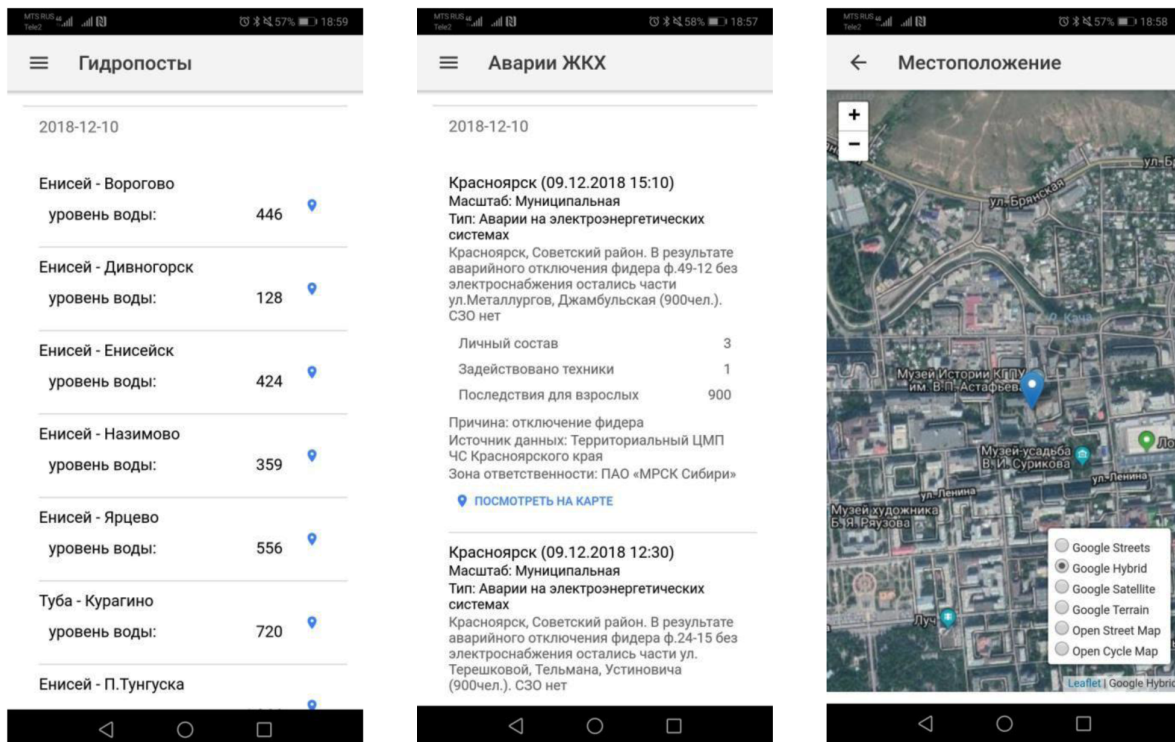 MTS RUS
Tele2
57% 18:59
Гидропосты
2018-12-10
Енисей - Ворогово
уровень воды: 446
Енисей - Дивногорск
уровень воды: 128
Енисей - Енисейск
уровень воды: 424
Енисей - Назимово
уровень воды: 359
Енисей - Ярцево
уровень воды: 556
Туба - Курагино
уровень воды: 720
Енисей - П.Тунгуска
MTS RUS
Tele2
58% 18:57
Аварии ЖКХ
2018-12-10
Красноярск (09.12.2018 15:10)
Масштаб: Муниципальная
Тип: Аварии на электроэнергетических
системах
Красноярск, Советский район. В результате
аварийного отключения фидера ф.49-12 без
электроснабжения остались части
ул.Металлургов, Джамбульская (900чел.).
СЗО нет
Личный состав 3
Задействовано техники 1
Последствия для взрослых 900
Причина: отключение фидера
Источник данных: Территориальный ЦМП
ЧС Красноярского края
Зона ответственности: ПАО «МРСК Сибири»
ПОСМОТРЕТЬ НА КАРТЕ
Красноярск (09.12.2018 12:30)
Масштаб: Муниципальная
Тип: Аварии на электроэнергетических
системах
Красноярск, Советский район. В результате
аварийного отключения фидера ф.24-15 без
электроснабжения остались части ул.
Терешковой, Тельмана, Устиновича
(900чел.). СЗО нет
MTS RUS
Tele2
57% 18:58
Местоположение
+
−
ул. Брянская
р. Кача
Музей Истории КГПУ
им. В.П. Астафьева
Музей-усадьба
В. И. Сурикова
ул. Ленина
ул. Ленина
Музей художника
Б. Я. Ряузова
Луч
Google Streets
Google Hybrid
Google Satellite
Google Terrain
Open Street Map
Open Cycle Map
Leaflet | Google Hybrid